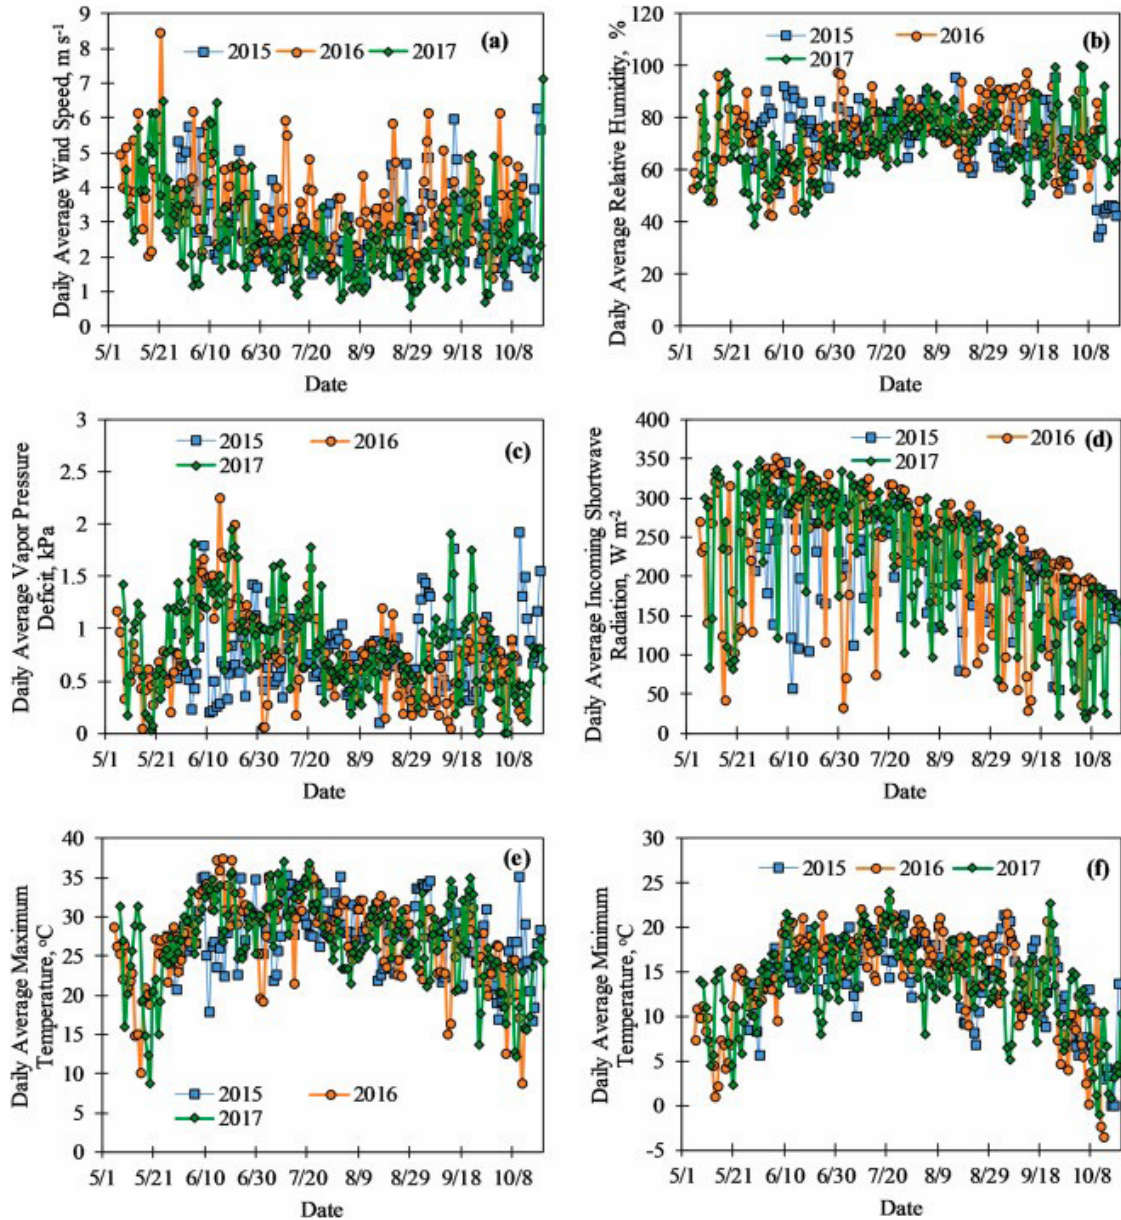 9
8
7
6
5
4
3
2
1
0
Daily Average Wind Speed, m s-1
2015 2016 2017
(a)
5/1 5/21 6/10 6/30 7/20 8/9 8/29 9/18 10/8
Date
120
100
80
60
40
20
0
Daily Average Relative Humidity, %
2015 2016
2017
(b)
5/1 5/21 6/10 6/30 7/20 8/9 8/29 9/18 10/8
Date
3
2.5
2
1.5
1
0.5
0
Daily Average Vapor Pressure
Deficit, kPa
2015 2016
2017
(c)
5/1 5/21 6/10 6/30 7/20 8/9 8/29 9/18 10/8
Date
400
350
300
250
200
150
100
50
0
Daily Average Incoming Shortwave
Radiation, W m-2
2015 2016
2017
(d)
5/1 5/21 6/10 6/30 7/20 8/9 8/29 9/18 10/8
Date
40
35
30
25
20
15
10
5
0
Daily Average Maximum
Temperature, oC
(e)
2015 2016
2017
5/1 5/21 6/10 6/30 7/20 8/9 8/29 9/18 10/8
Date
30
25
20
15
10
5
0
-5
Daily Average Minimum
Temperature, oC
2015 2016 2017
(f)
5/1 5/21 6/10 6/30 7/20 8/9 8/29 9/18 10/8
Date